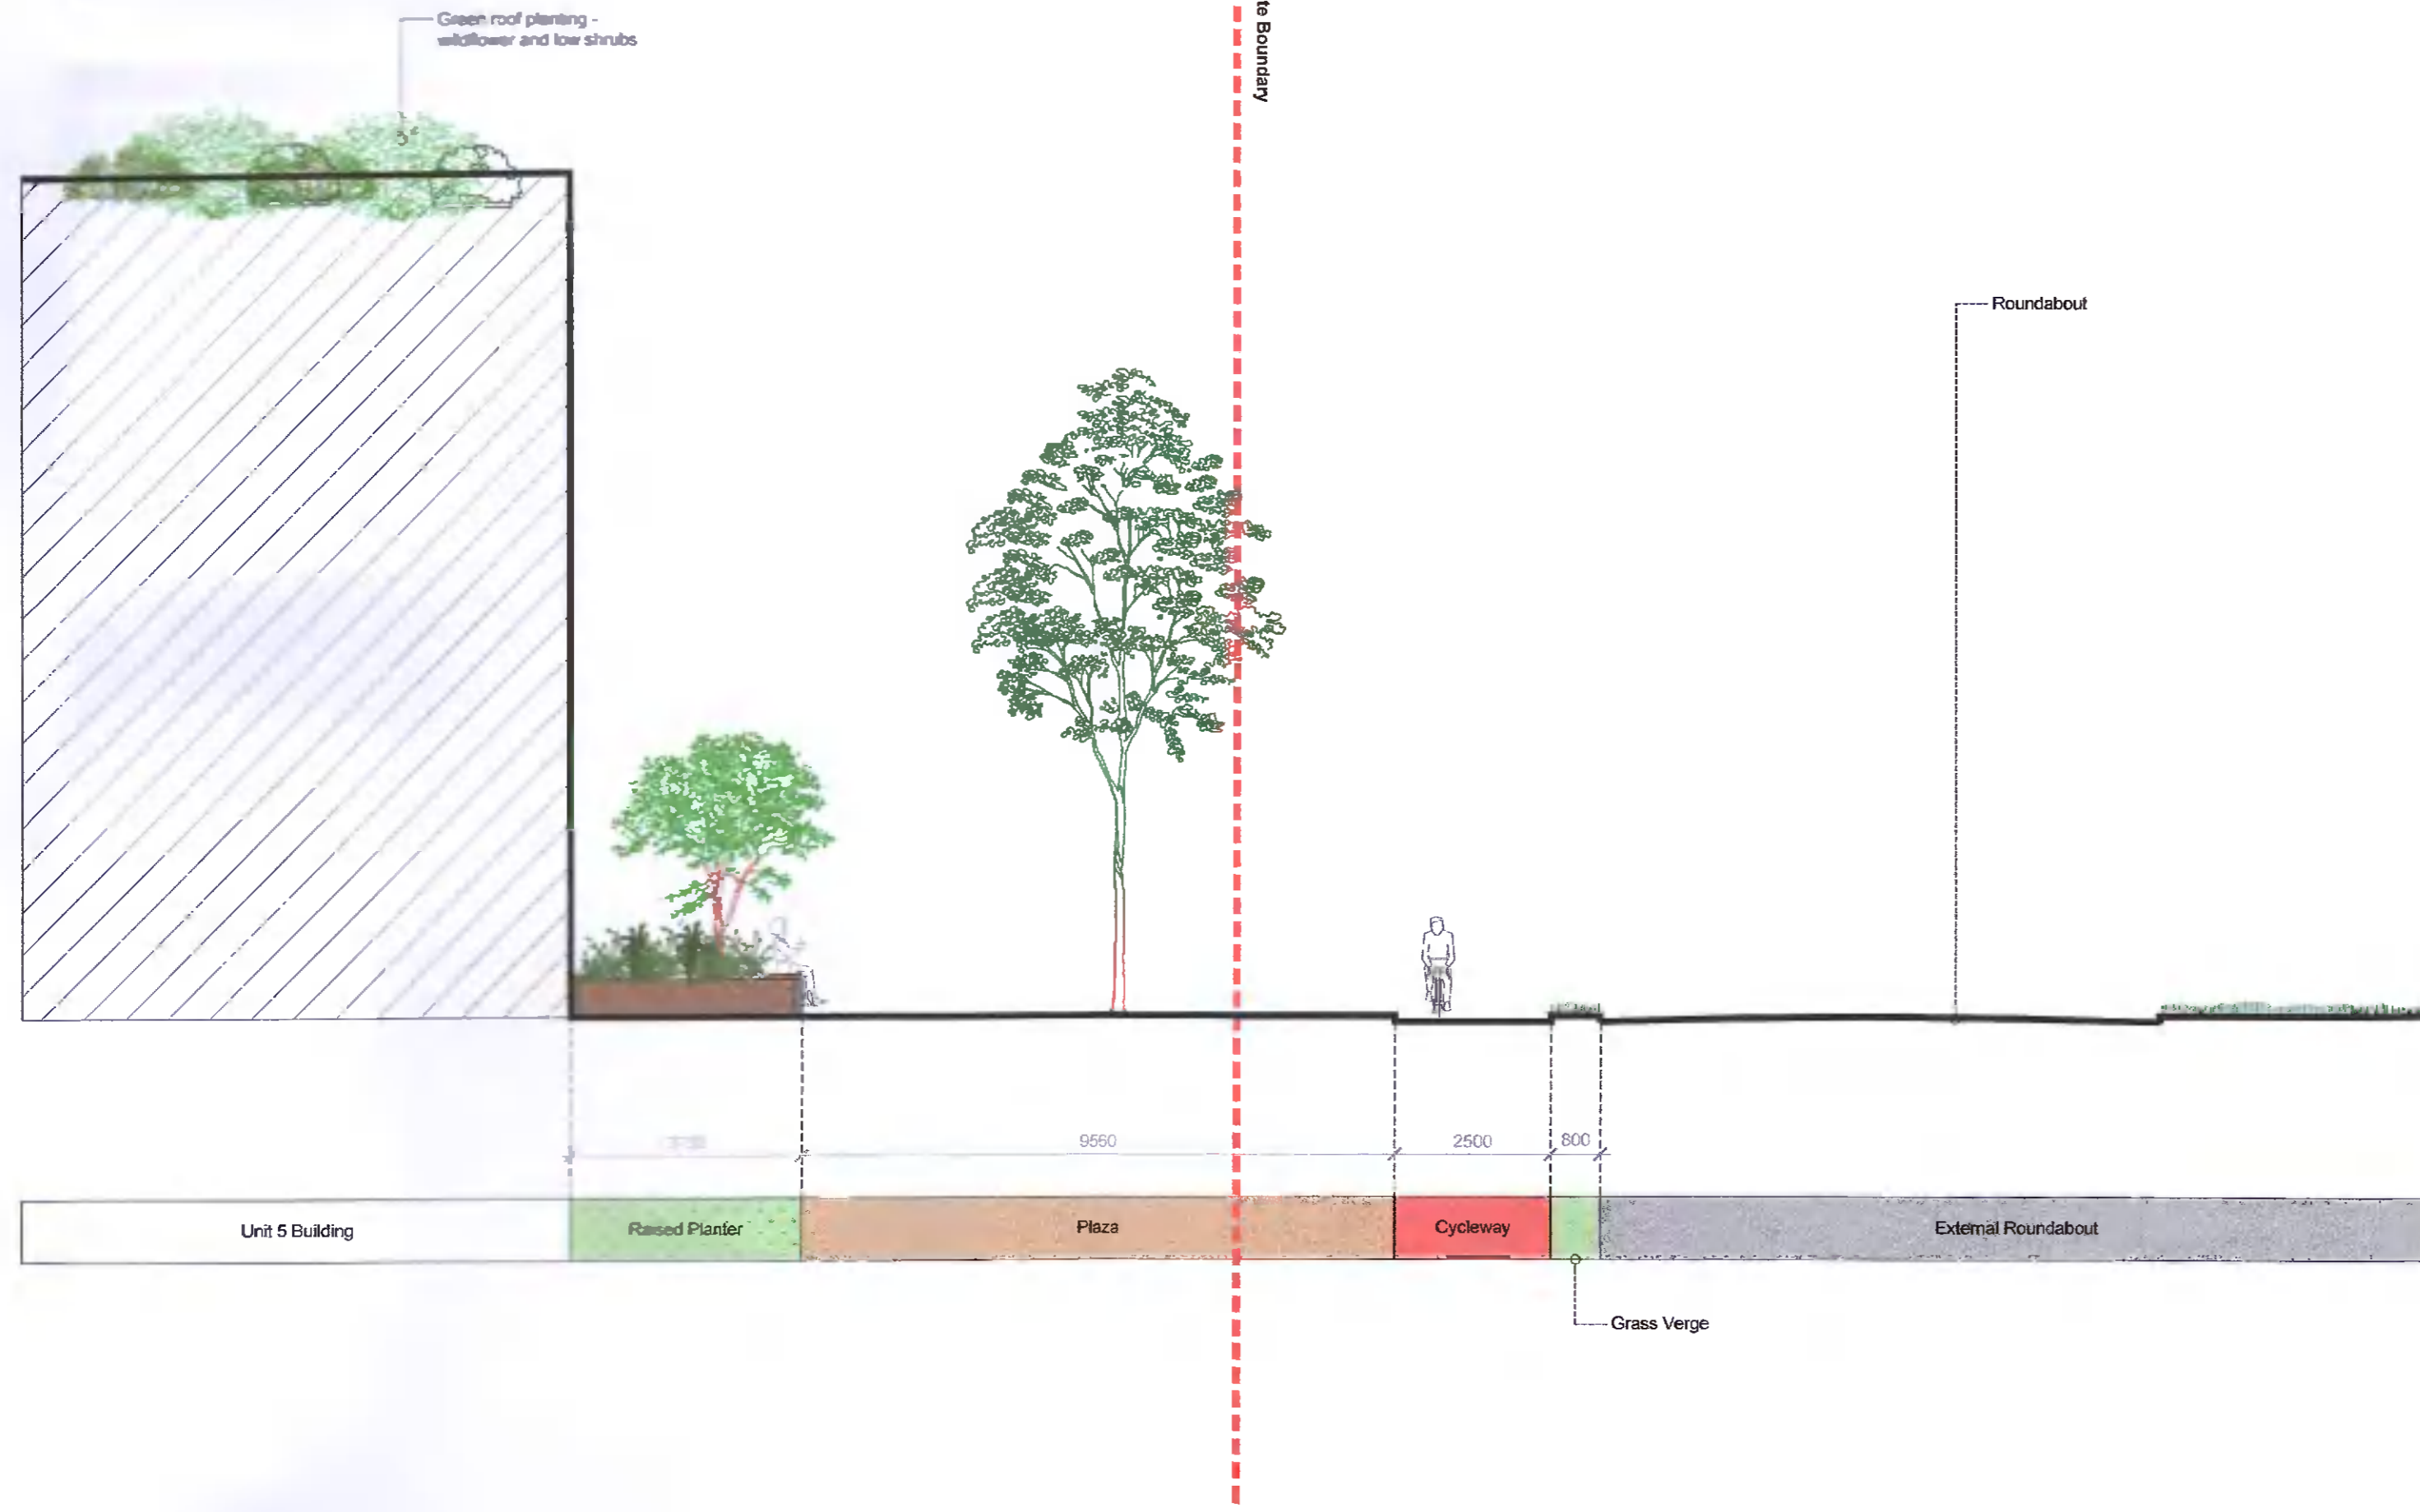 Green roof planting -
wildflower and low shrubs
te Boundary
Roundabout
9560
2500
800
Unit 5 Building
Raised Planter
Plaza
Cycleway
External Roundabout
Grass Verge